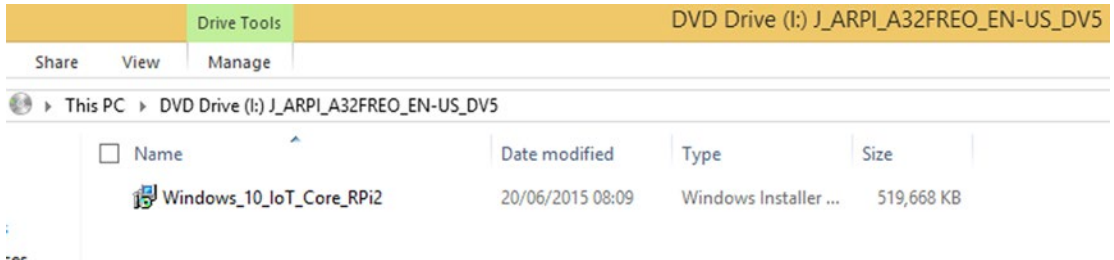 Drive Tools
DVD Drive (I:) J_ARPI_A32FREO_EN-US_DV5
Share View Manage
This PC DVD Drive (I:) J_ARPI_A32FREO_EN-US_DV5
Name Date modified Type Size
Windows_10_IoT_Core_RPi2 20/06/2015 08:09 Windows Installer ... 519,668 KB